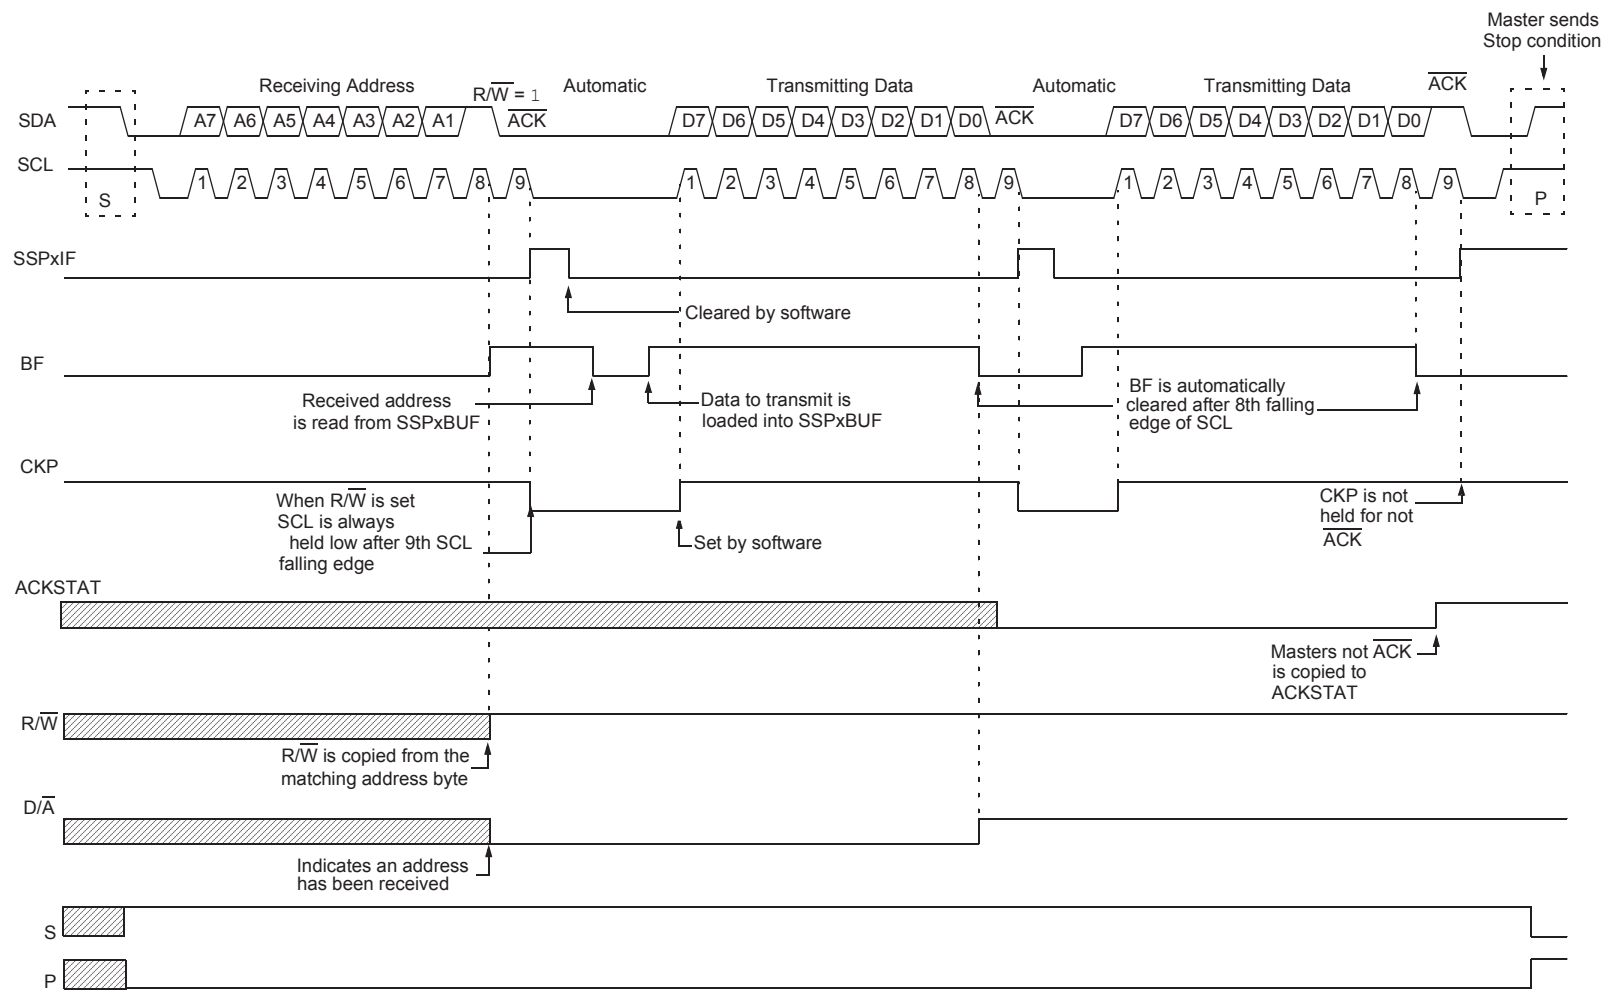 Master sends
Stop condition
Receiving Address
R/W = 1
Automatic
Transmitting Data
Automatic
Transmitting Data
ACK
SDA
A7 A6 A5 A4 A3 A2 A1
ACK
D7 D6 D5 D4 D3 D2 D1 D0
ACK
D7 D6 D5 D4 D3 D2 D1 D0
SCL
S
1 2 3 4 5 6 7 8 9
1 2 3 4 5 6 7 8 9
1 2 3 4 5 6 7 8 9
P
SSPxIF
Cleared by software
BF
Received address
is read from SSPxBUF
Data to transmit is
loaded into SSPxBUF
BF is automatically
cleared after 8th falling
edge of SCL
CKP
When R/W is set
SCL is always
held low after 9th SCL
falling edge
Set by software
CKP is not
held for not
ACK
ACKSTAT
Masters not ACK
is copied to
ACKSTAT
R/W
R/W is copied from the
matching address byte
D/A
Indicates an address
has been received
S
P